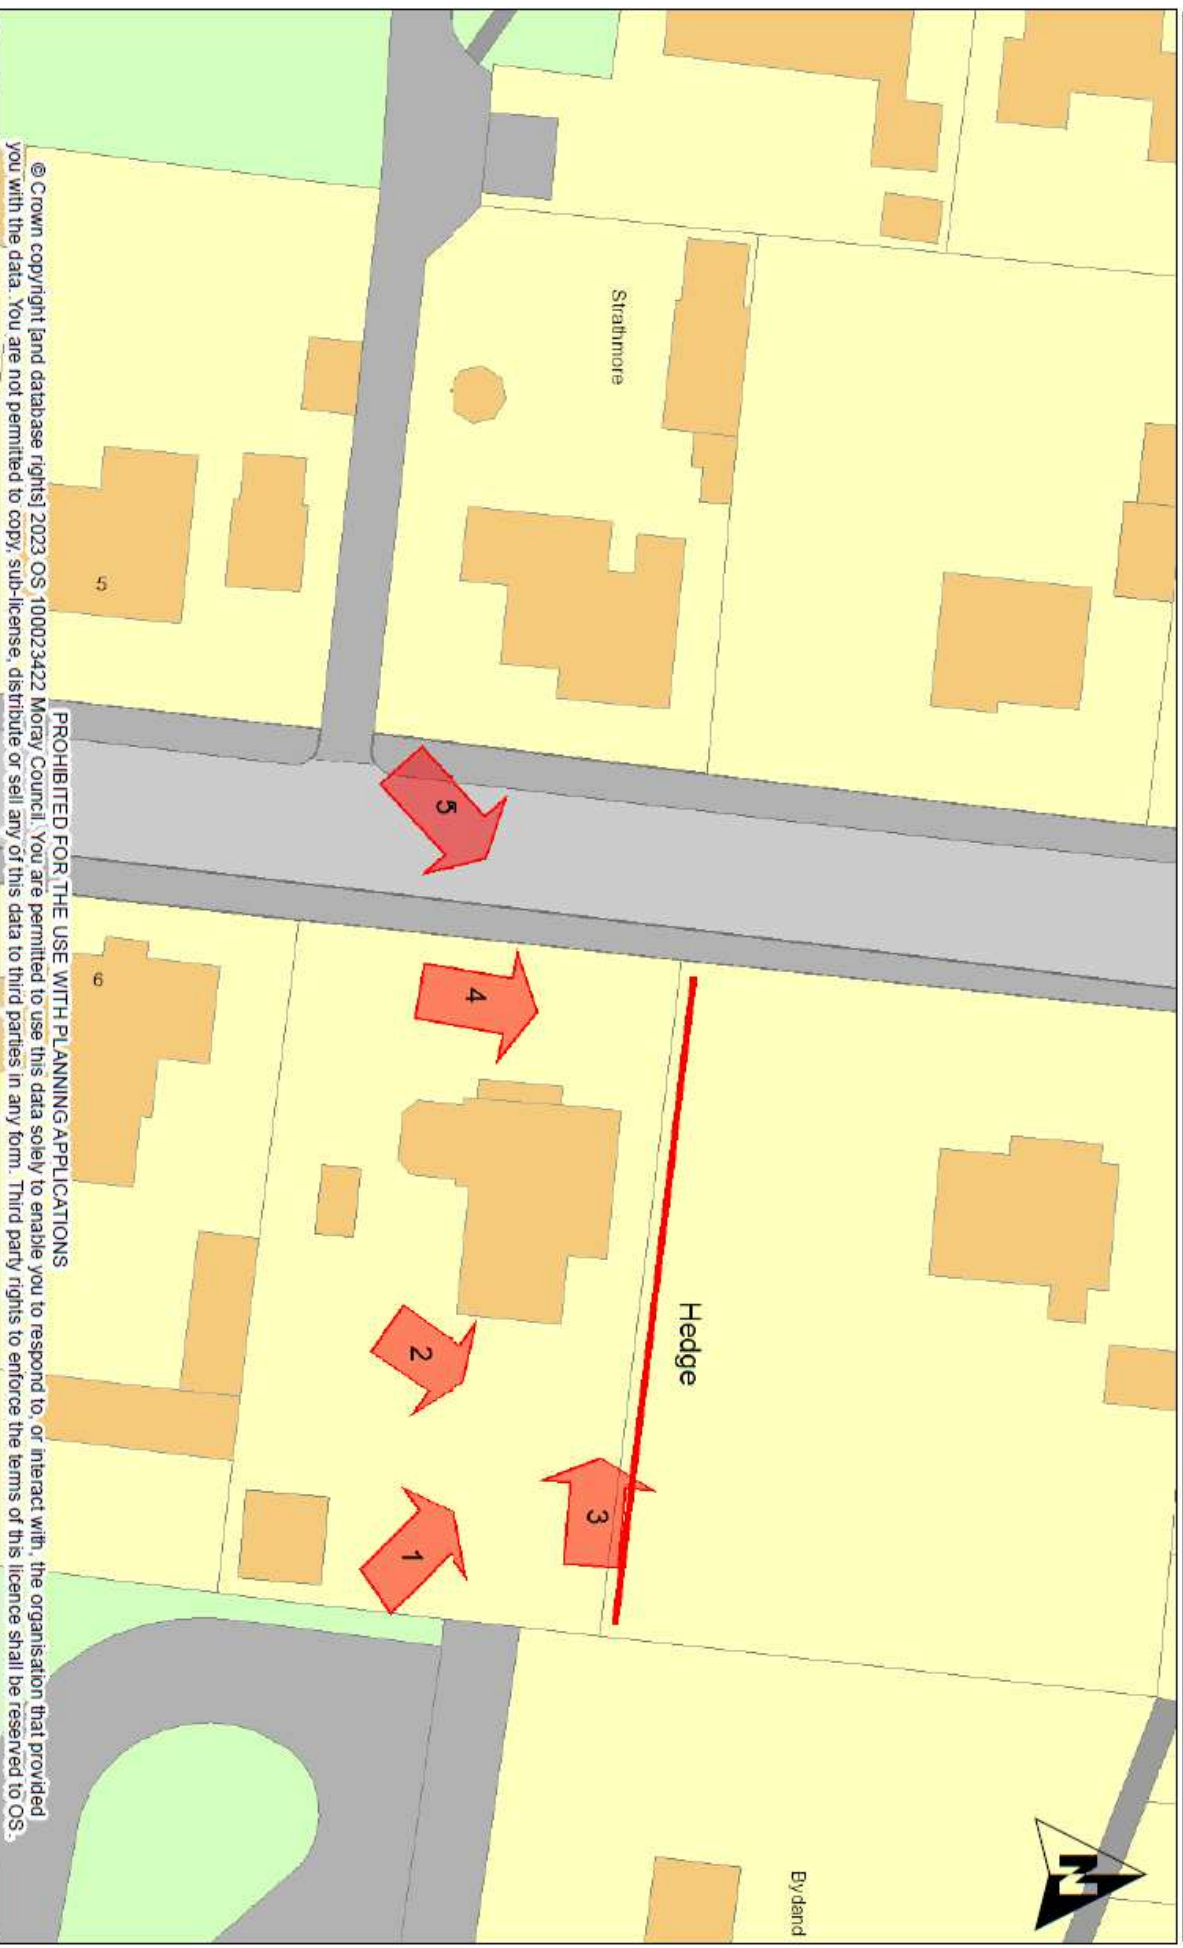 N
Bydand
Hedge
Strathmore
1
2
3
4
5
6
5
PROHIBITED FOR THE USE WITH PLANNING APPLICATIONS
© Crown copyright [and database rights] 2023 OS 100023422 Moray Council. You are permitted to use this data solely to enable you to respond to, or interact with, the organisation that provided
you with the data. You are not permitted to copy, sub-license, distribute or sell any of this data to third parties in any form. Third party rights to enforce the terms of this licence shall be reserved to OS.